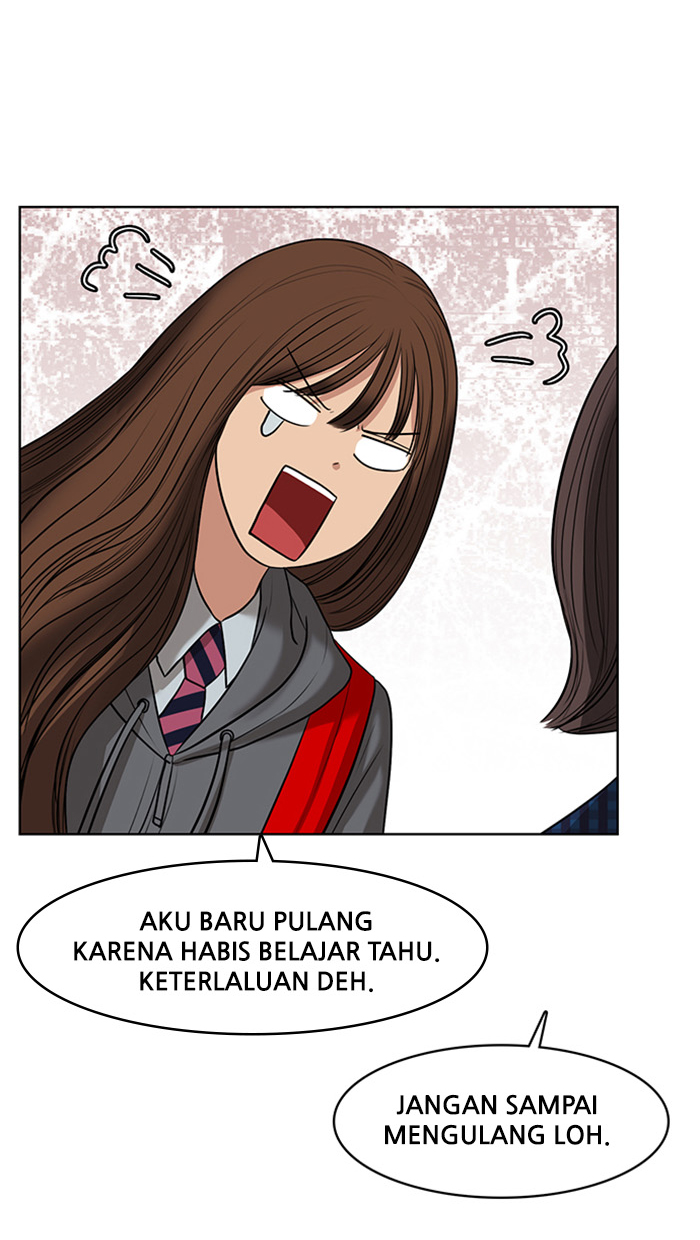 AKU BARU PULANG
KARENA HABIS BELAJAR TAHU.
KETERLALUAN DEH.
JANGAN SAMPAI
MENGULANG LOH.